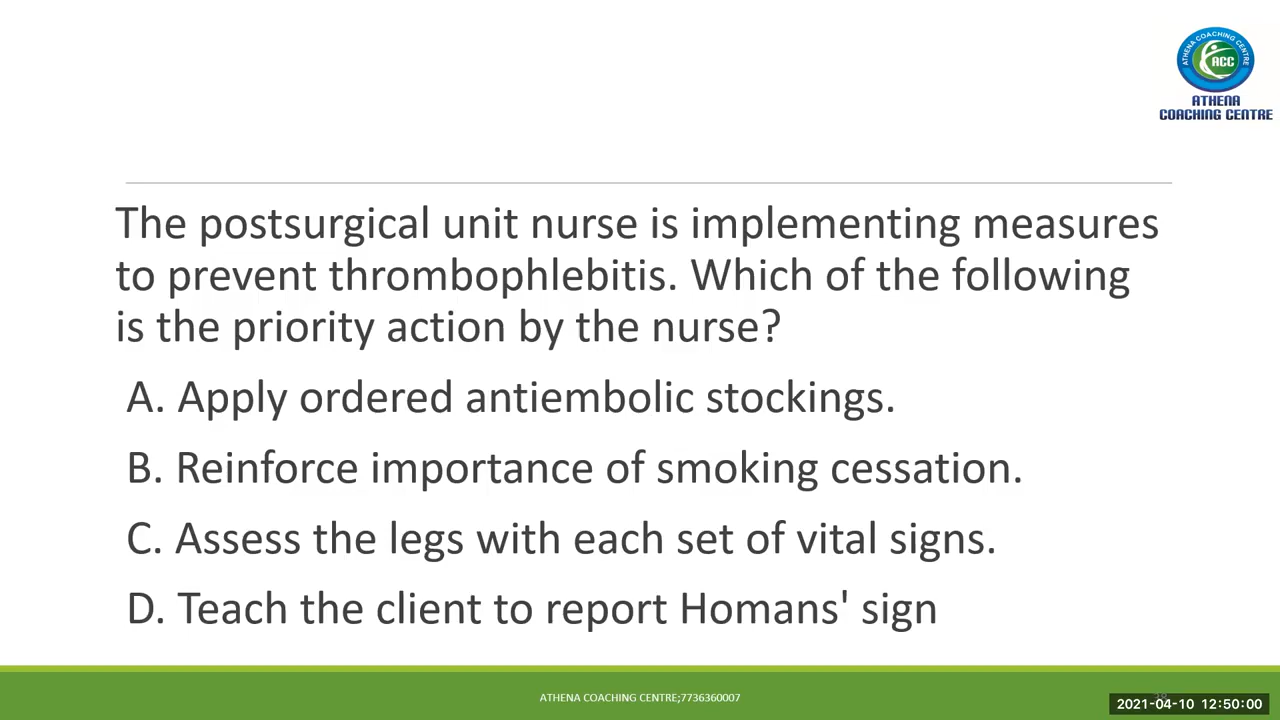 ATHENA COACHING CENTRE
ACC
ATHENA
COACHING CENTRE
The postsurgical unit nurse is implementing measures
to prevent thrombophlebitis. Which of the following
is the priority action by the nurse?
A. Apply ordered antiembolic stockings.
B. Reinforce importance of smoking cessation.
C. Assess the legs with each set of vital signs.
D. Teach the client to report Homans' sign
ATHENA COACHING CENTRE;7736360007
2021-04-10 12:50:00